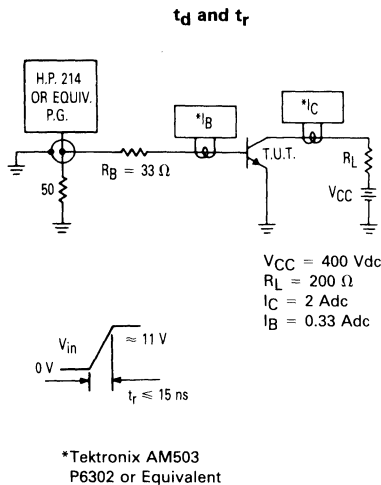 td and tr
H.P. 214
OR EQUIV.
P.G.
*IB
*IC
50
RB = 33 Ω
T.U.T.
RL
VCC
VCC = 400 Vdc
RL = 200 Ω
IC = 2 Adc
IB = 0.33 Adc
Vin
≈ 11 V
0 V
tr ≤ 15 ns
*Tektronix AM503
P6302 or Equivalent